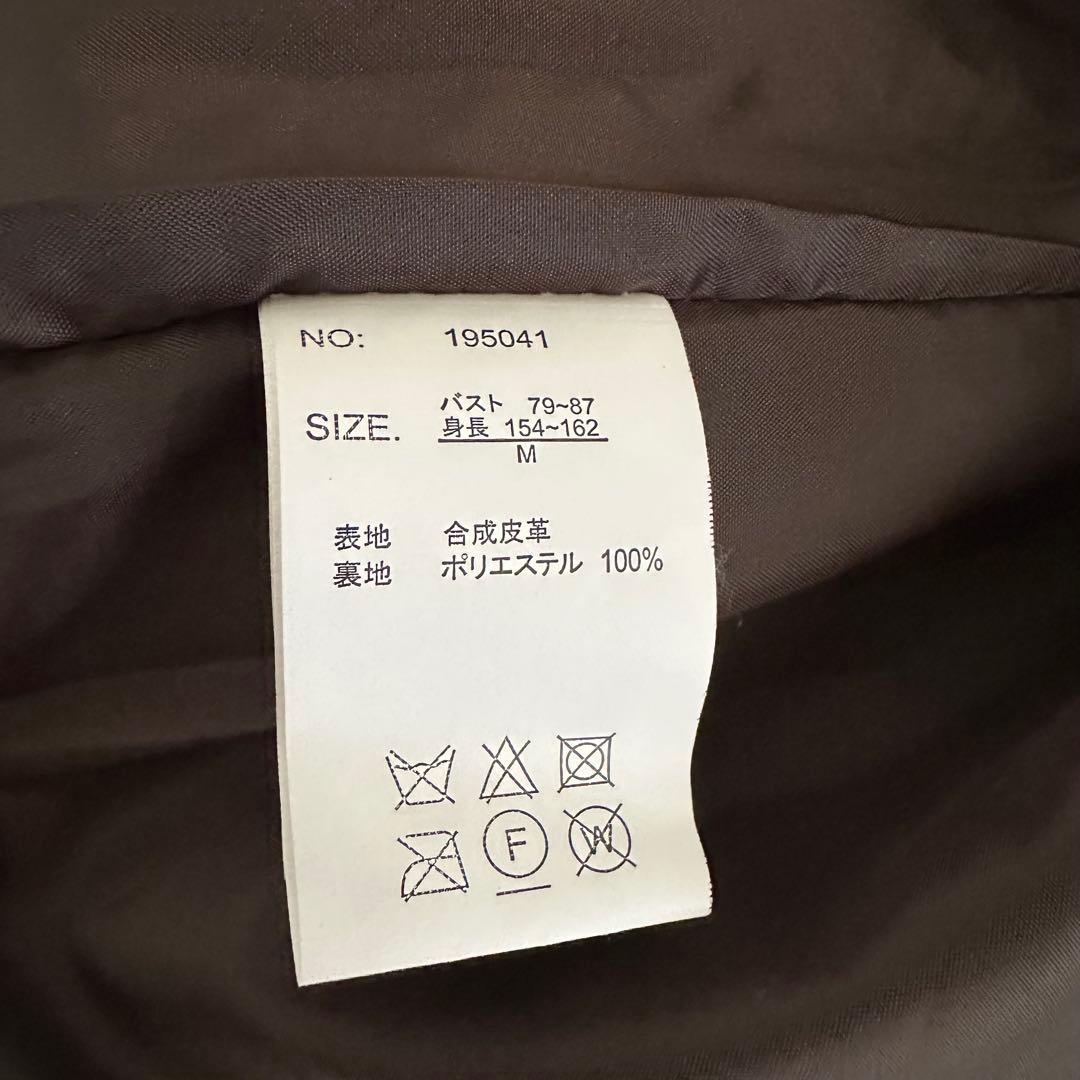 NO: 195041
SIZE.
バスト 79~87
身長 154~162
M
表地 合成皮革
裏地 ポリエステル 100%
F W